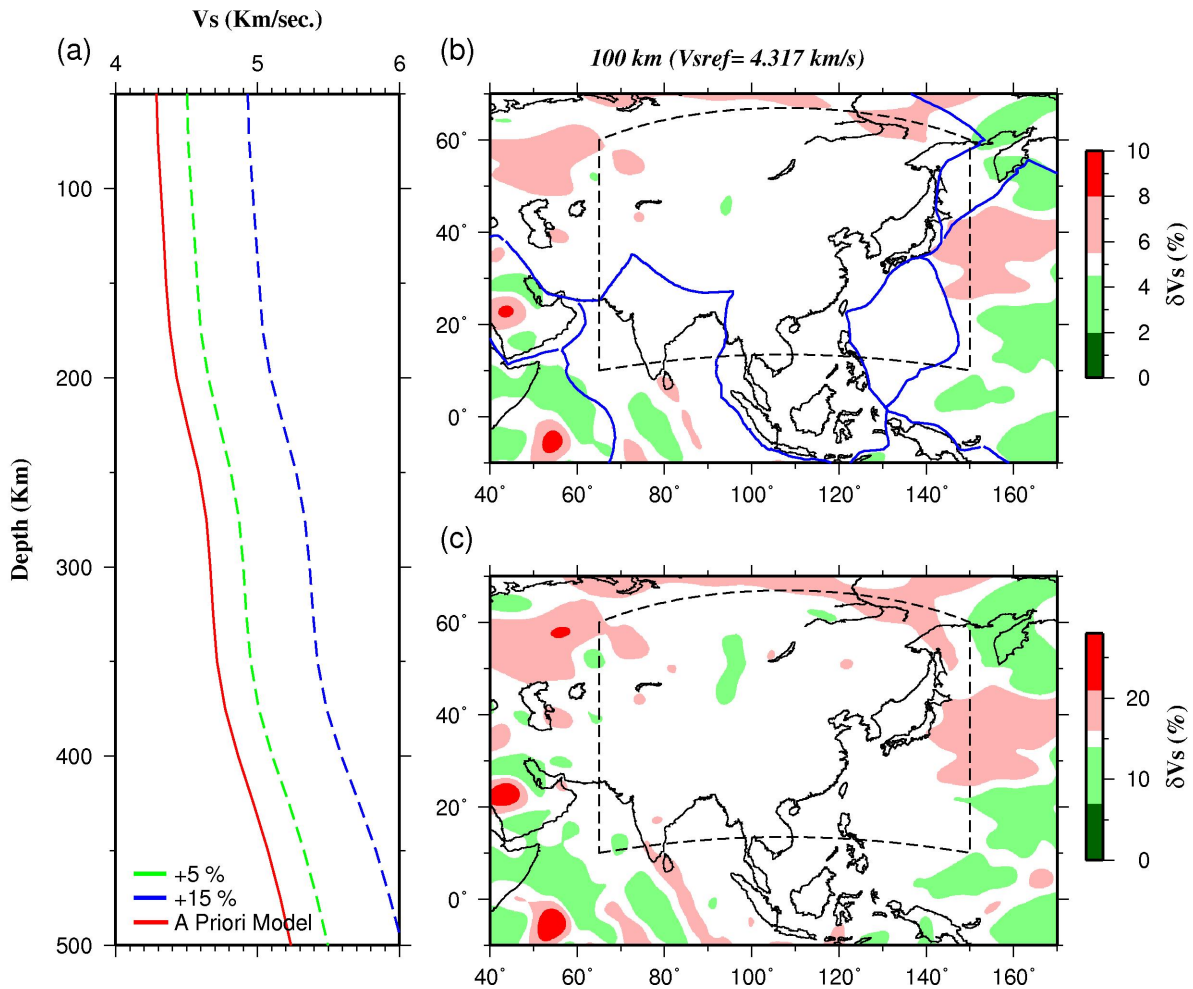 Vs (Km/sec.)
(a)
4 5 6
100
200
300
400
500
Depth (Km)
+5 %
+15 %
A Priori Model
(b)
100 km (Vsref= 4.317 km/s)
60˚
40˚
20˚
0˚
40˚ 60˚ 80˚ 100˚ 120˚ 140˚ 160˚
10
8
6
4
2
0
δVs (%)
(c)
60˚
40˚
20˚
0˚
40˚ 60˚ 80˚ 100˚ 120˚ 140˚ 160˚
20
10
0
δVs (%)